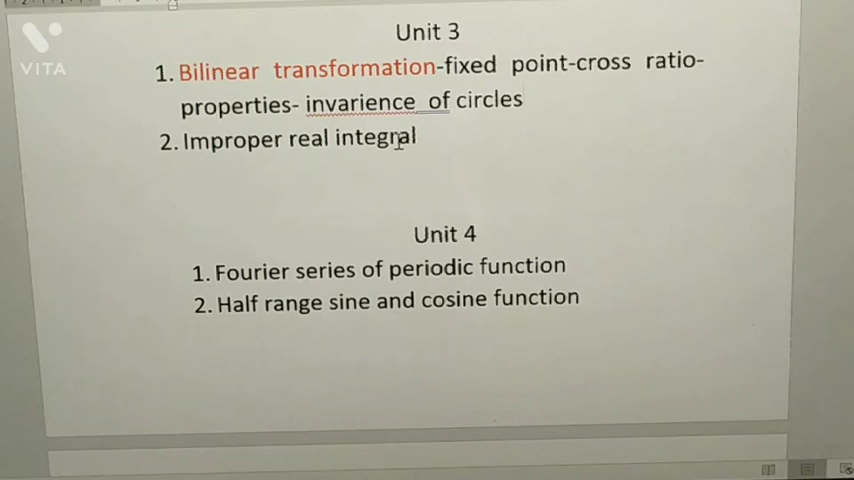 VITA
Unit 3
1. Bilinear transformation-fixed point-cross ratio-
properties- invarience of circles
2. Improper real integral
Unit 4
1. Fourier series of periodic function
2. Half range sine and cosine function